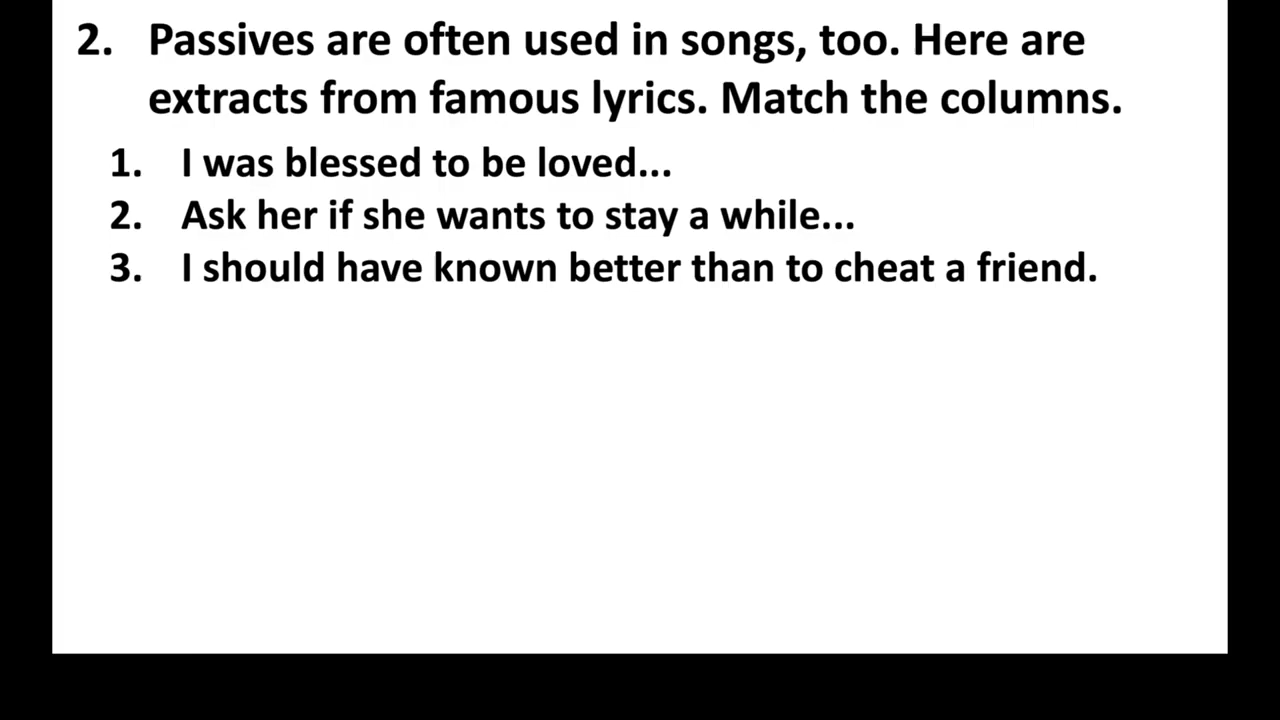 2. Passives are often used in songs, too. Here are
extracts from famous lyrics. Match the columns.
1. I was blessed to be loved...
2. Ask her if she wants to stay a while...
3. I should have known better than to cheat a friend.